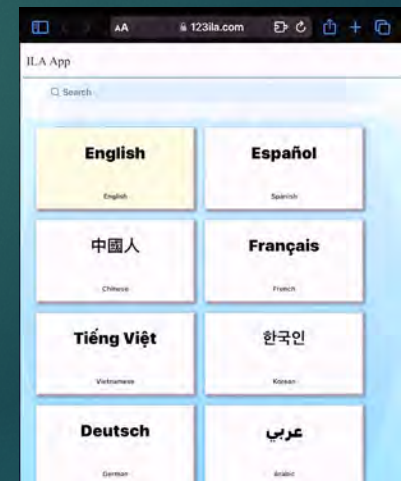 AA 123ila.com
ILA App
Search
English
English
Español
Spanish
中國人
Chinese
Français
French
Tiếng Việt
Vietnamese
한국인
Korean
Deutsch
German
عربي
Arabic